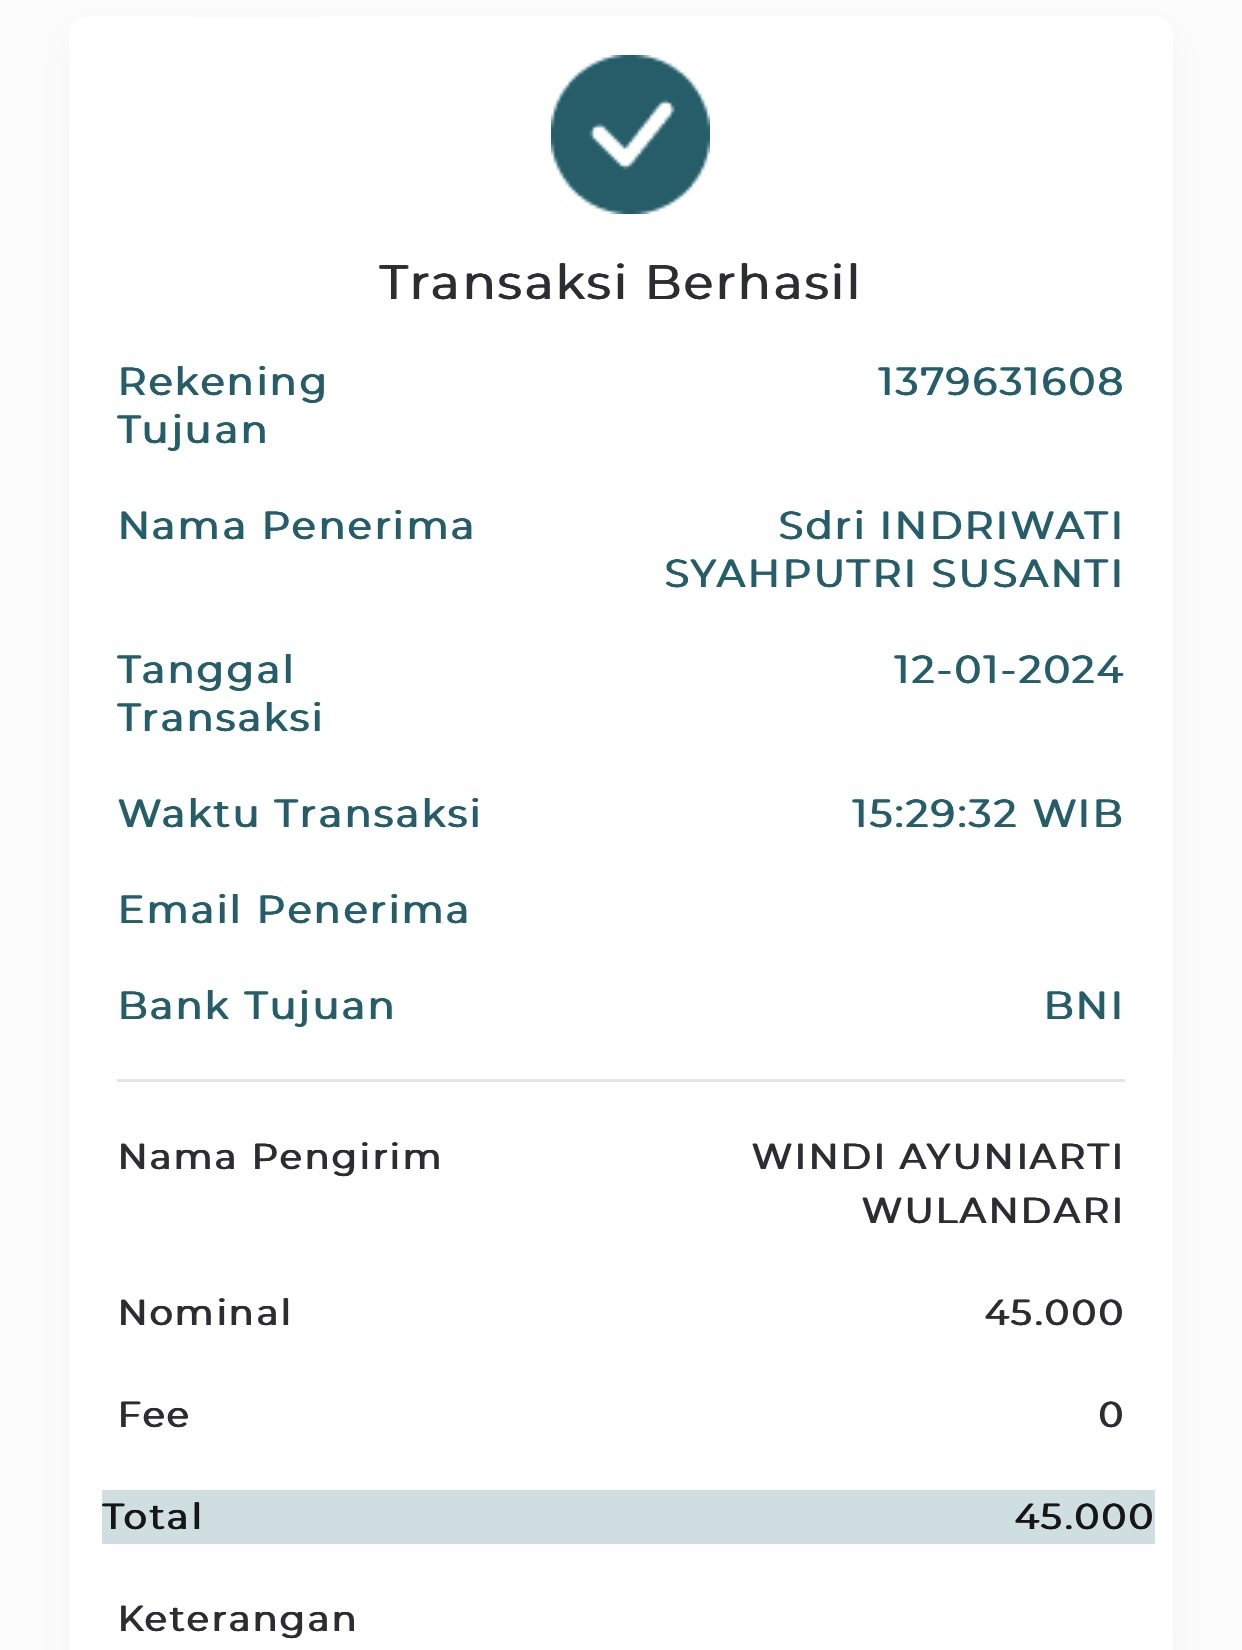 Transaksi Berhasil
Rekening Tujuan 1379631608
Nama Penerima Sdri INDRIWATI SYAHPUTRI SUSANTI
Tanggal Transaksi 12-01-2024
Waktu Transaksi 15:29:32 WIB
Email Penerima
Bank Tujuan BNI
Nama Pengirim WINDI AYUNIARTI WULANDARI
Nominal 45.000
Fee 0
Total 45.000
Keterangan